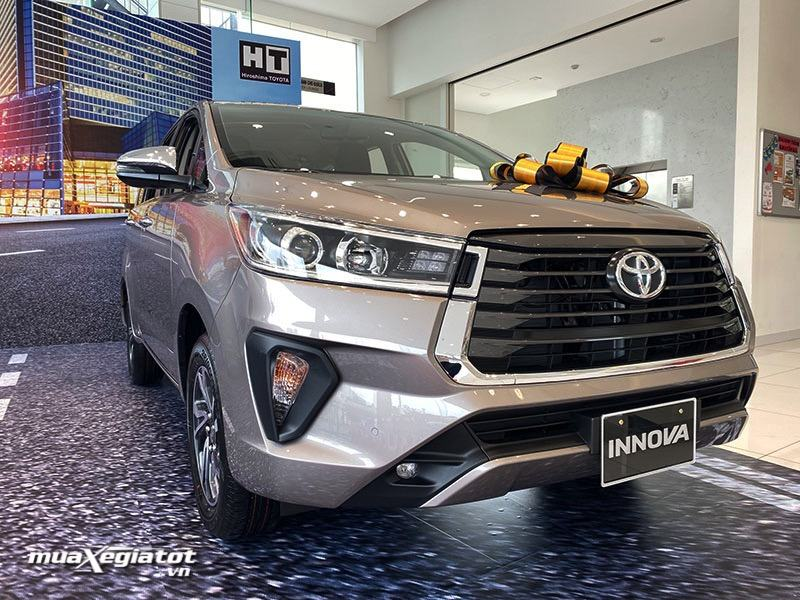 HT
Hiroshima TOYOTA
INNOVA
muaXegiatot
.vn